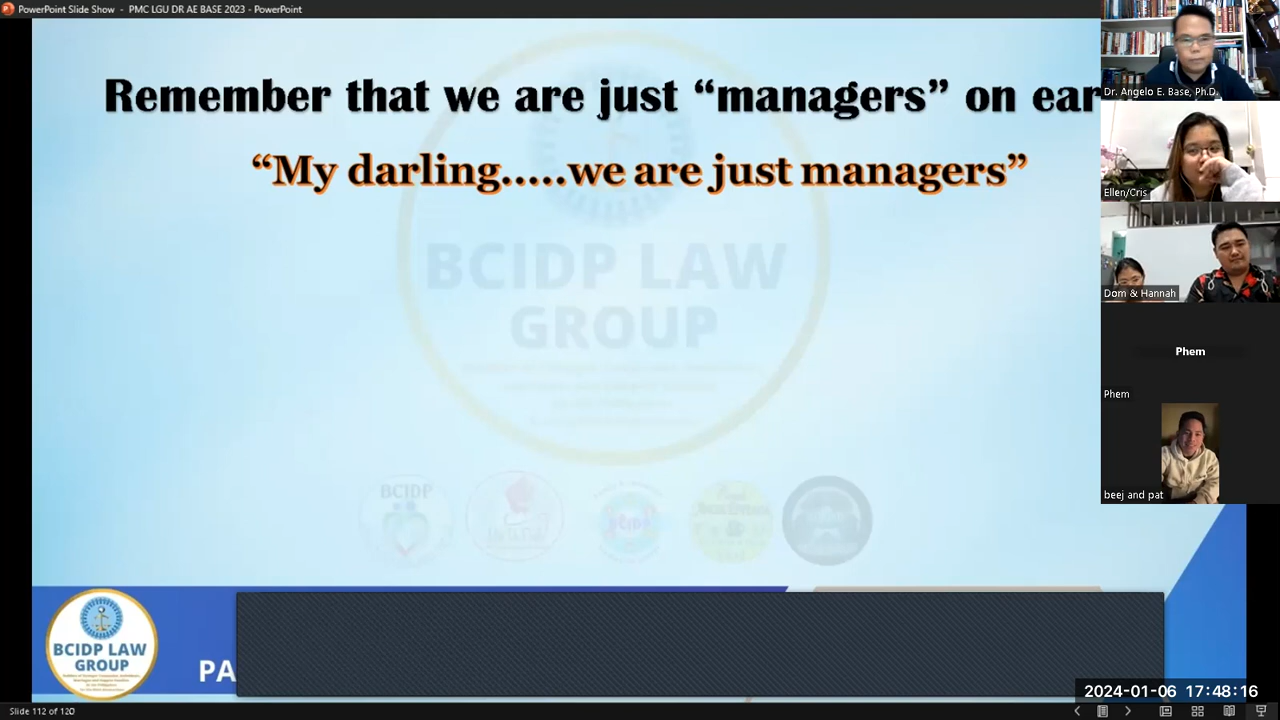 PowerPoint Slide Show - PMC LGU DR AE BASE 2023 - PowerPoint
Remember that we are just “managers” on ear
“My darling.....we are just managers”
BCIDP LAW
GROUP
BCIDP
Dr. Angelo E. Base, Ph.D.
Ellen/Cris
Dom & Hannah
Phem
Phem
beej and pat
BCIDP LAW
GROUP
PA
2024-01-06 17:48:16
Slide 112 of 120